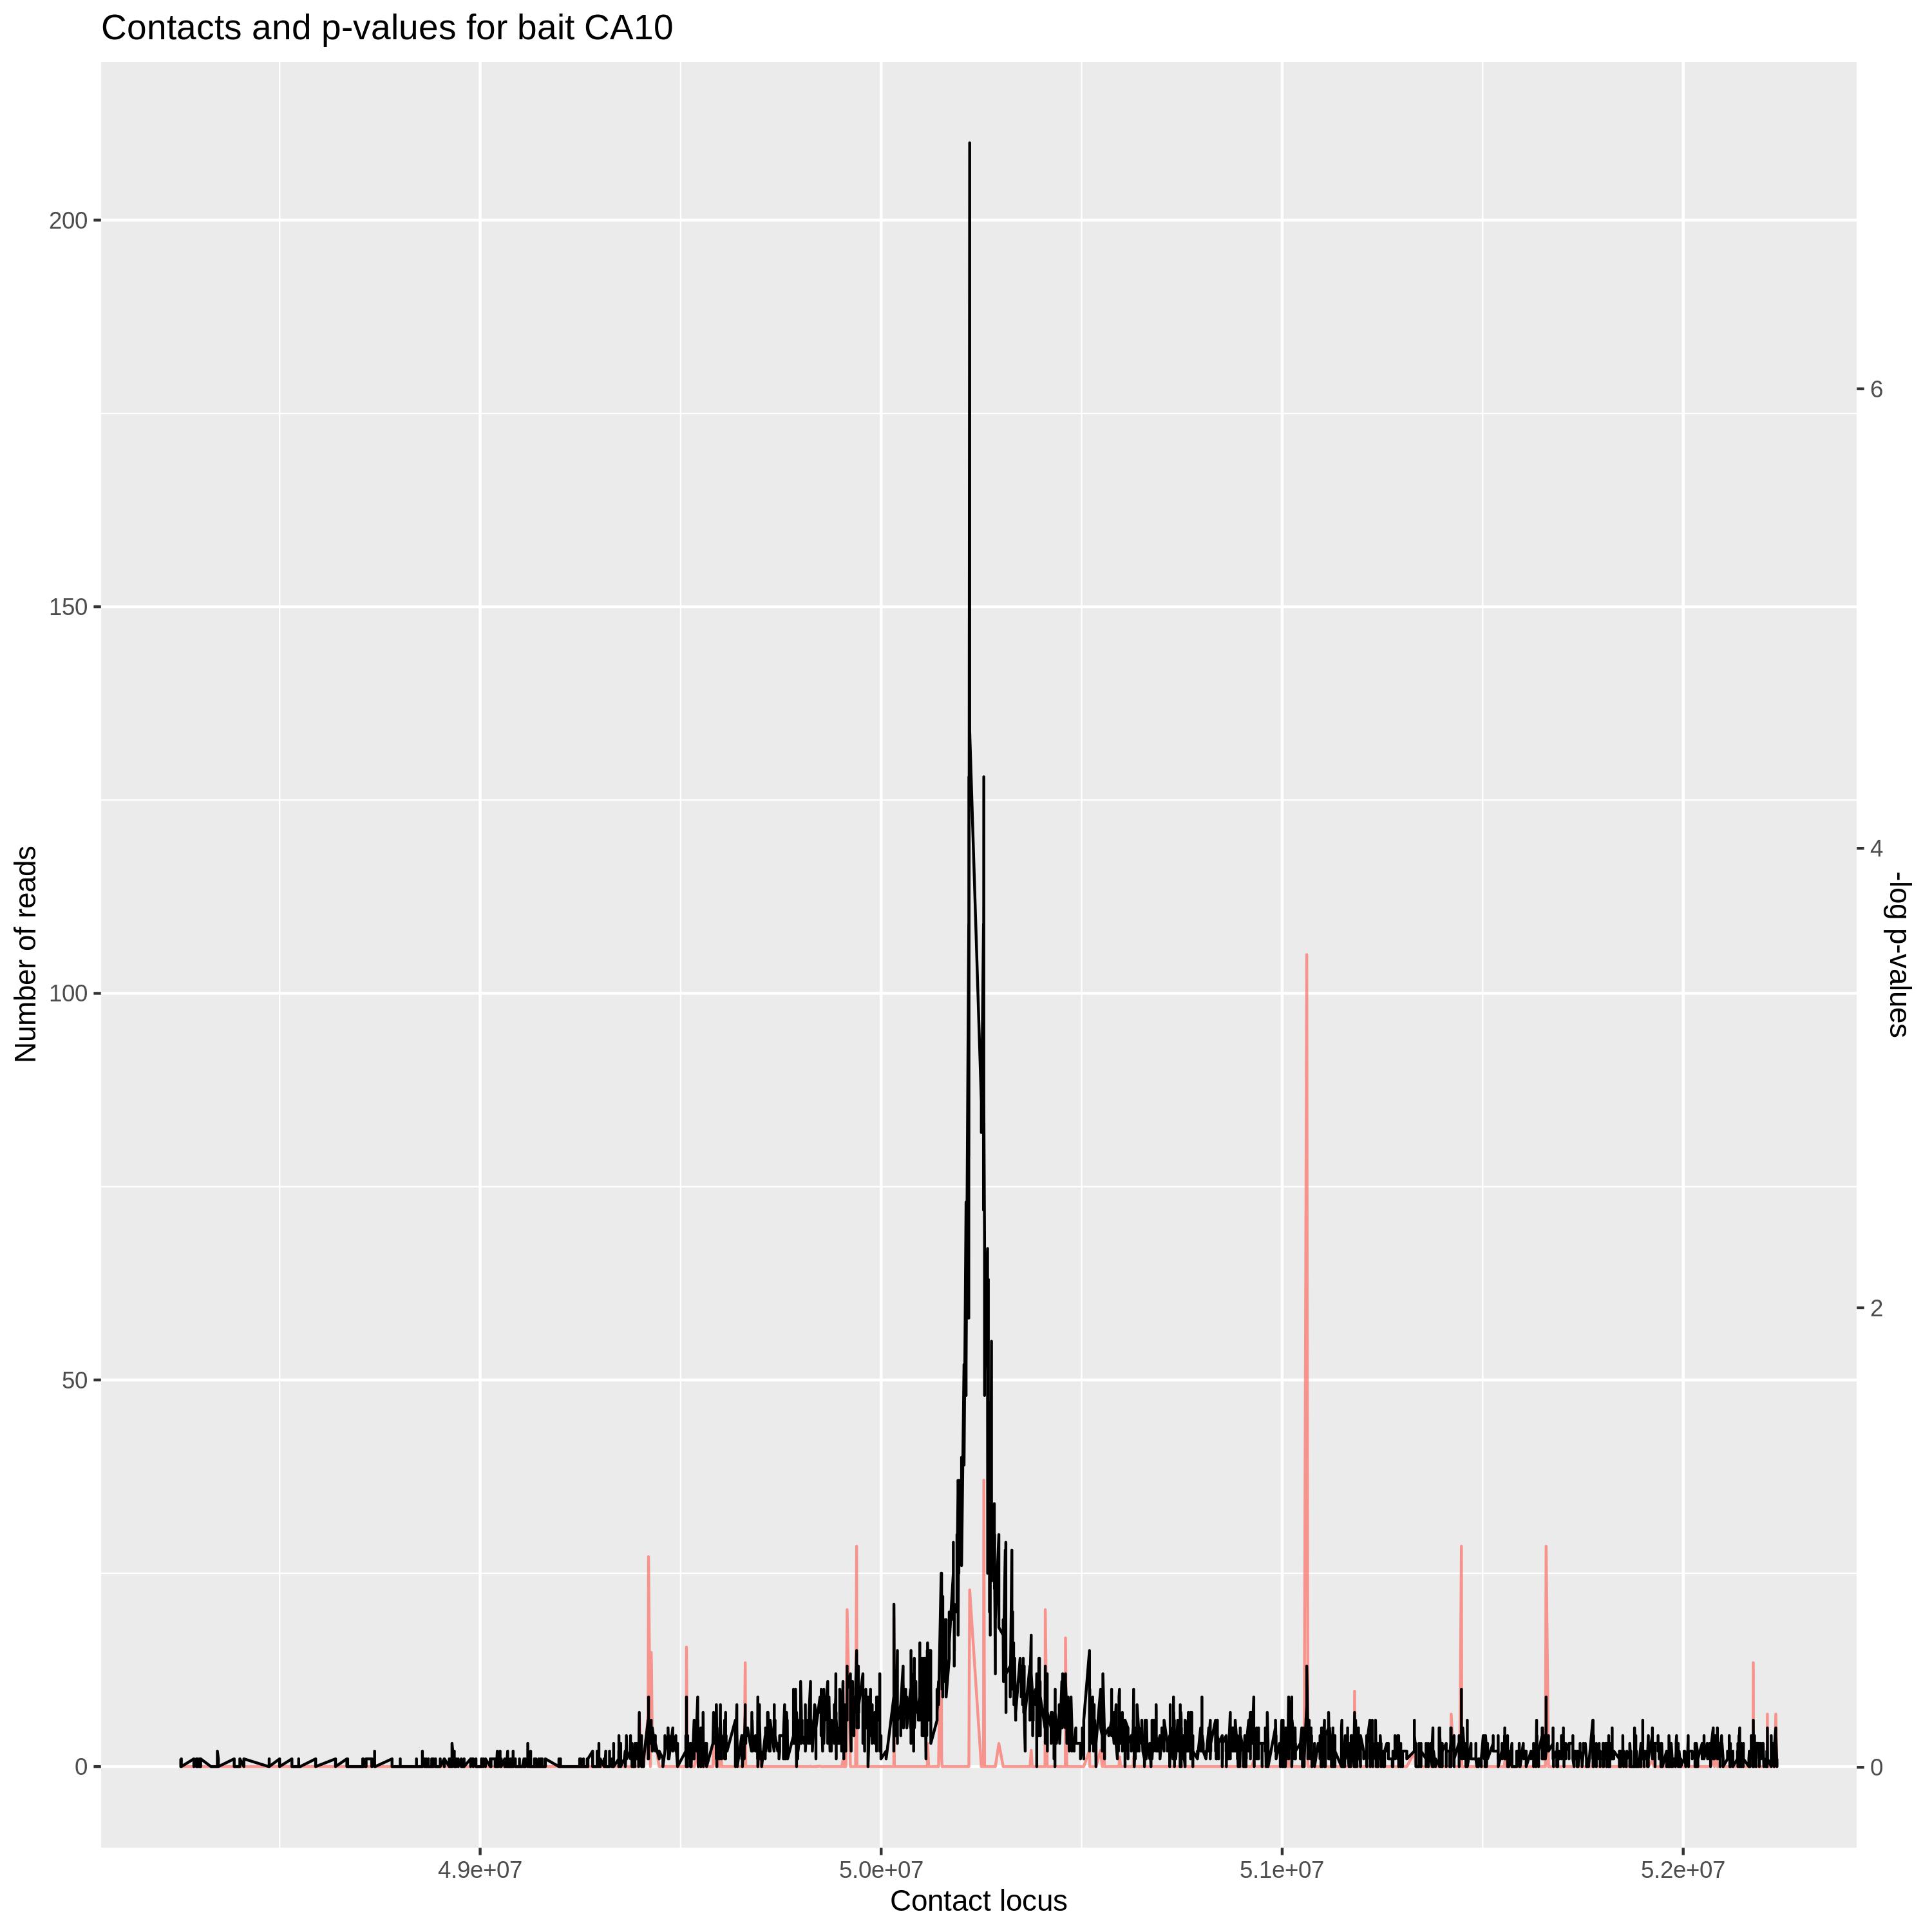 Contacts and p-values for bait CA10
200
150
100
50
0
Number of reads
6
4
2
0
-log p-values
4.9e+07
5.0e+07
5.1e+07
5.2e+07
Contact locus